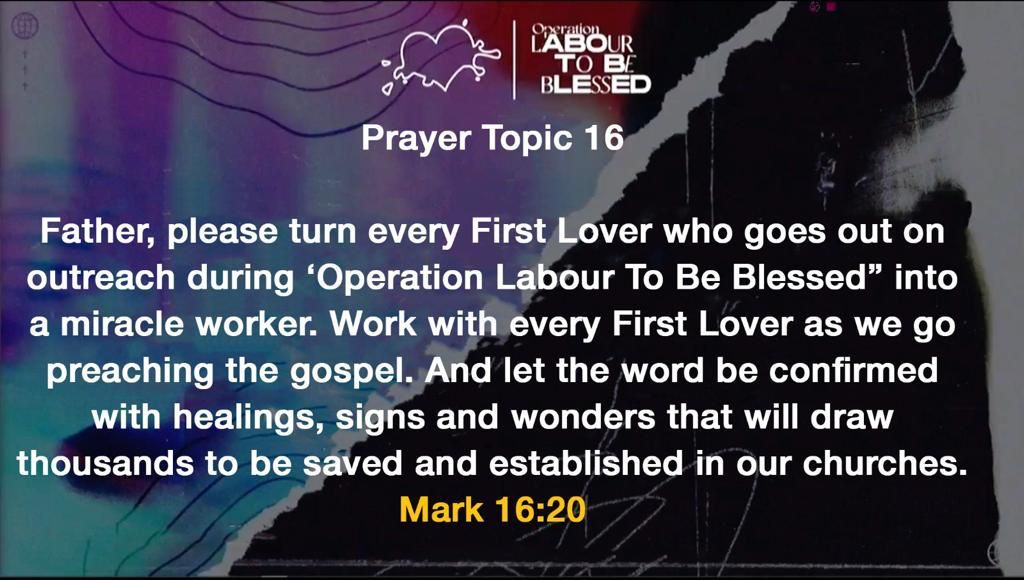 Operation
LABOUR
TO BE
BLESSED
Prayer Topic 16
Father, please turn every First Lover who goes out on
outreach during ‘Operation Labour To Be Blessed” into
a miracle worker. Work with every First Lover as we go
preaching the gospel. And let the word be confirmed
with healings, signs and wonders that will draw
thousands to be saved and established in our churches.
Mark 16:20